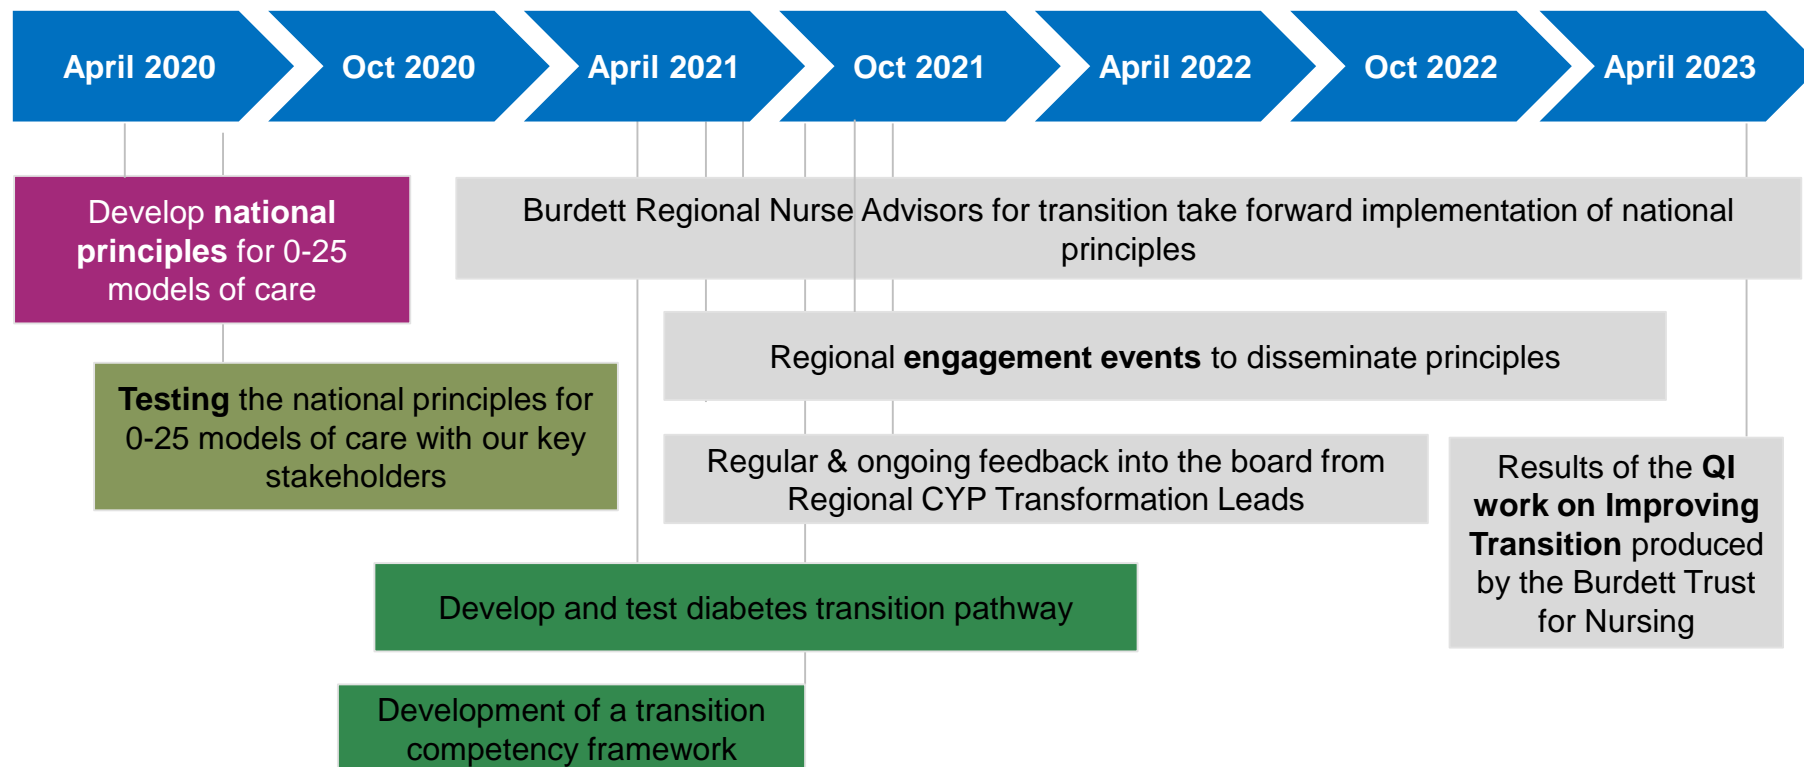 April 2020
Oct 2020
April 2021
Oct 2021
April 2022
Oct 2022
April 2023
Develop national
principles for 0-25
models of care
Burdett Regional Nurse Advisors for transition take forward implementation of national
principles
Regional engagement events to disseminate principles
Testing the national principles for
0-25 models of care with our key
stakeholders
Regular & ongoing feedback into the board from
Regional CYP Transformation Leads
Results of the QI
work on Improving
Transition produced
by the Burdett Trust
for Nursing
Develop and test diabetes transition pathway
Development of a transition
competency framework